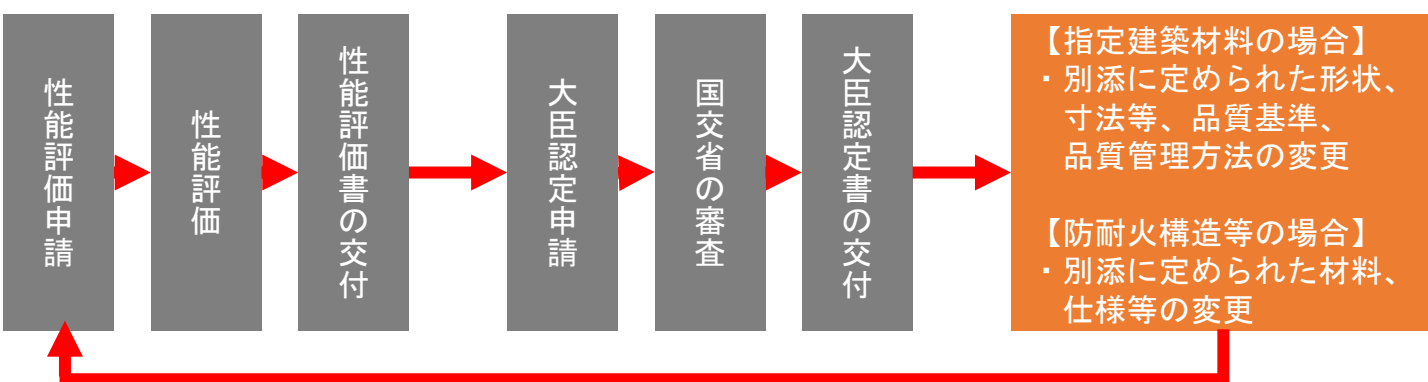 性能評価申請
性能評価
性能評価書の交付
大臣認定申請
国交省の審査
大臣認定書の交付
【指定建築材料の場合】
・別添に定められた形状、
寸法等、品質基準、
品質管理方法の変更
【防耐火構造等の場合】
・別添に定められた材料、
仕様等の変更